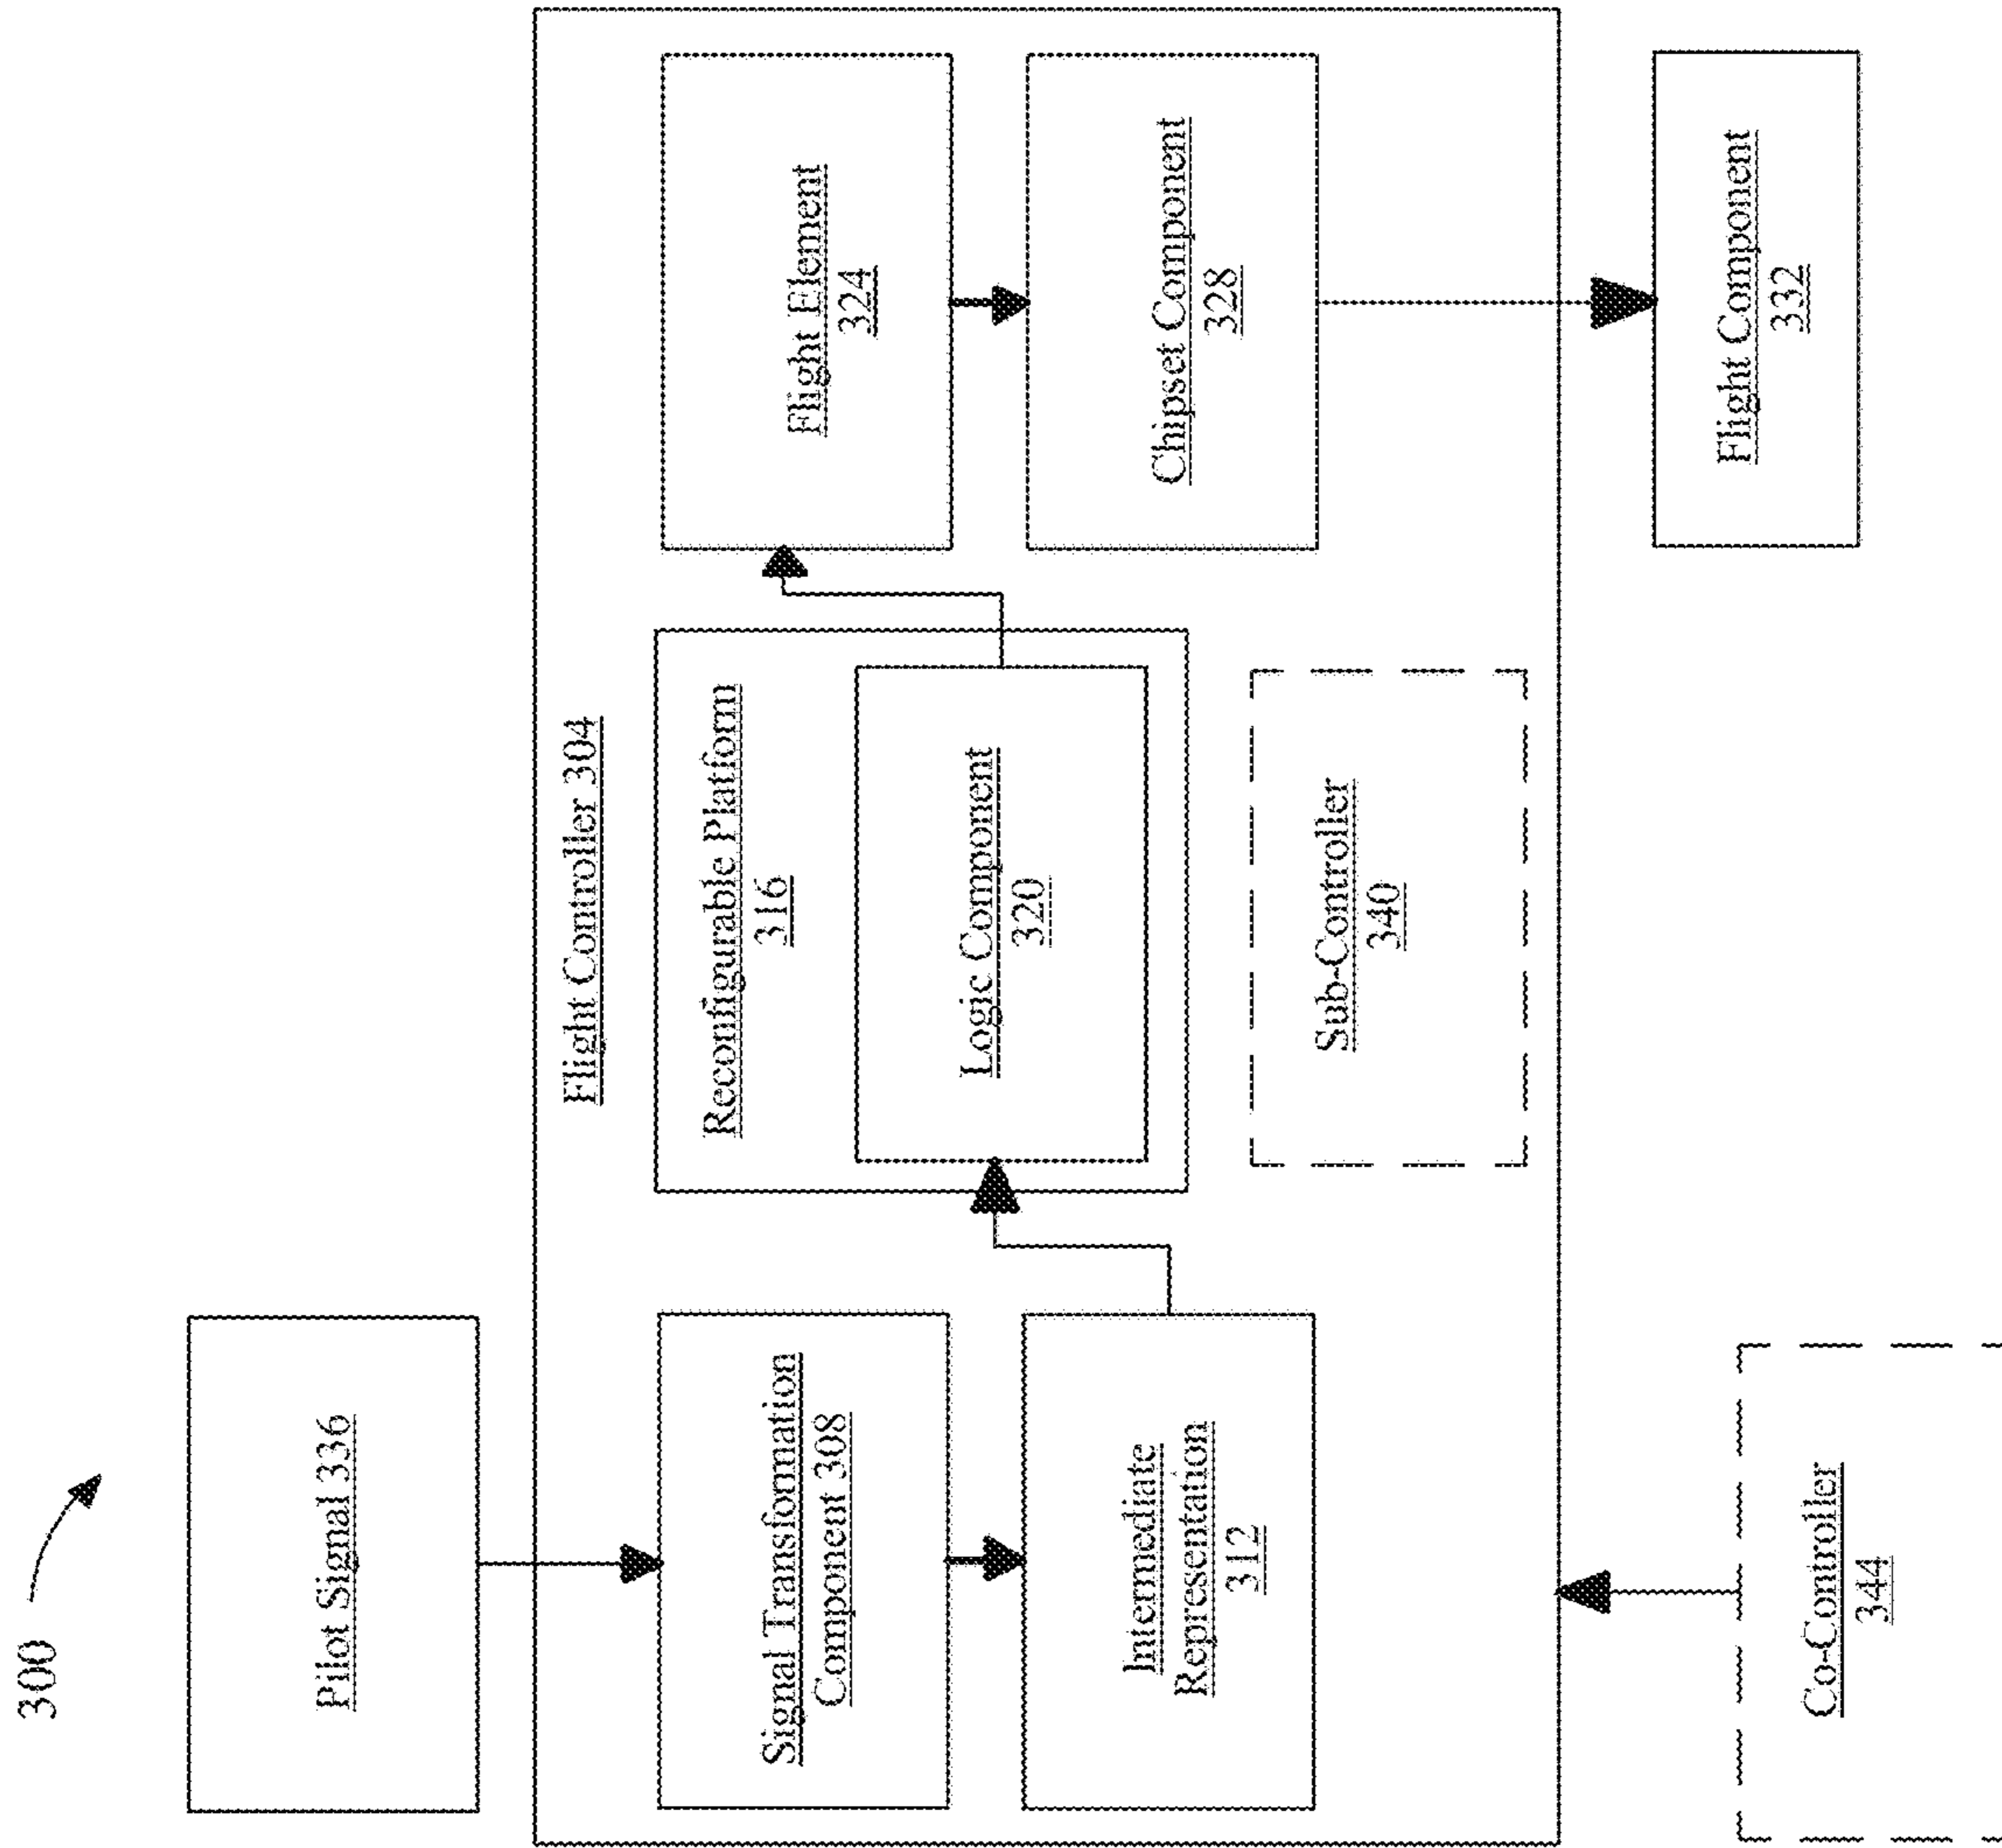 300
Pilot Signal 336
Flight Controller 304
Signal Transformation
Component 308
Intermediate
Representation
312
Reconfigurable Platform
316
Logic Component
320
Flight Element
324
Chipset Component
328
Sub-Controller
340
Co-Controller
344
Flight Component
332